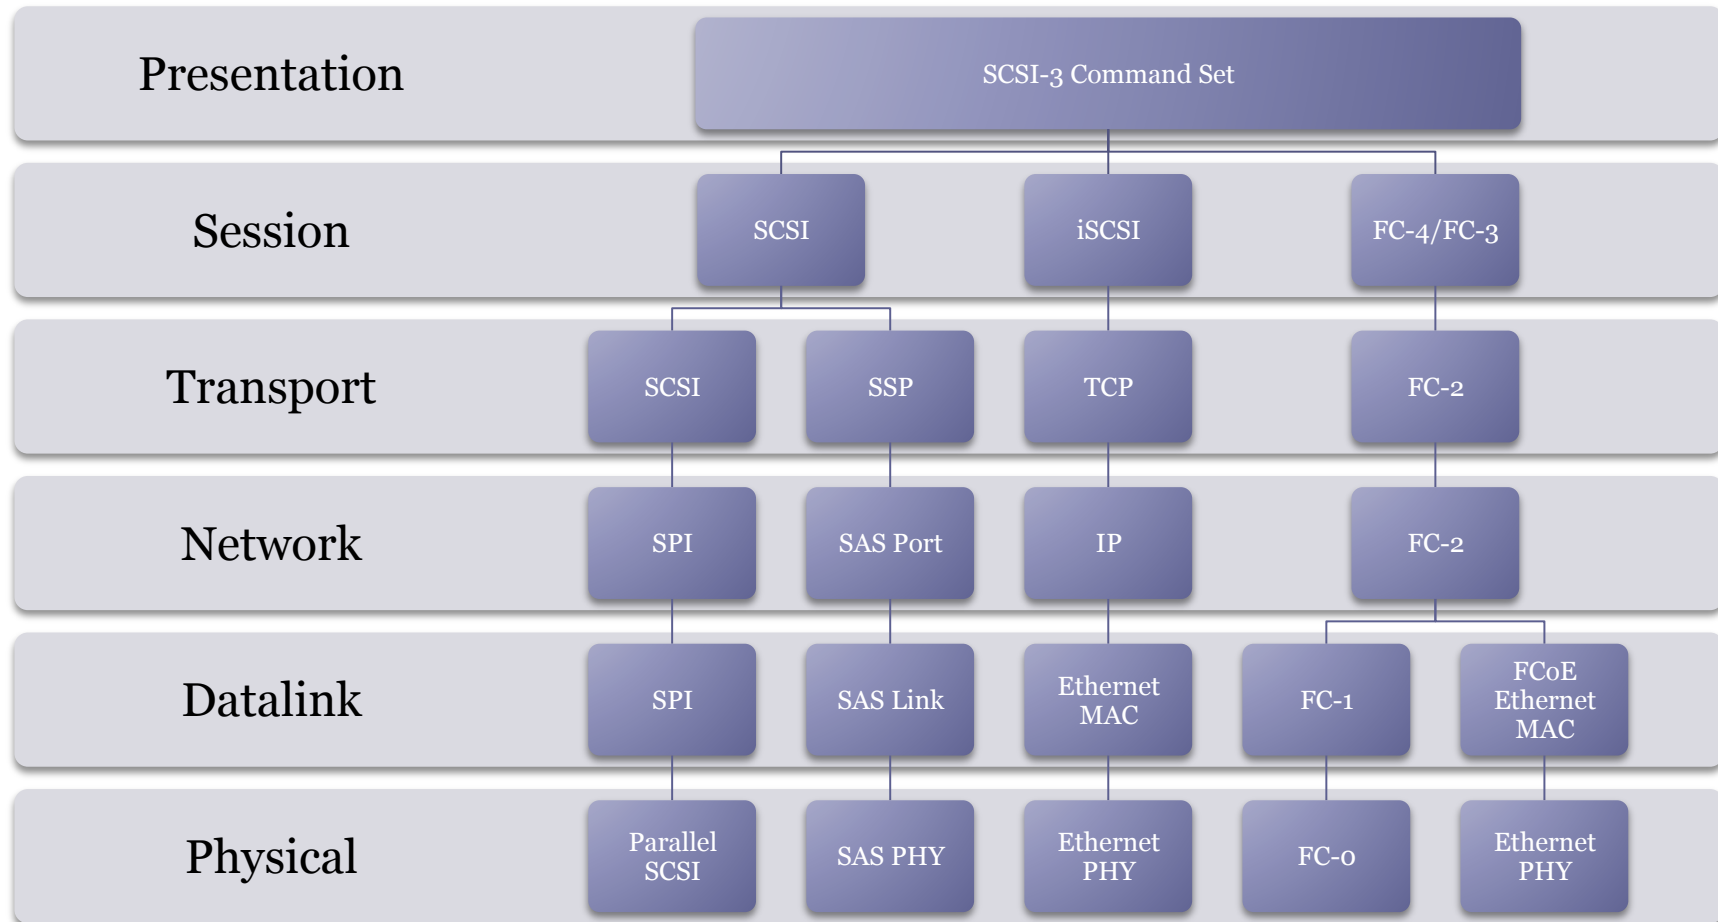 Presentation
SCSI-3 Command Set
Session
SCSI
iSCSI
FC-4/FC-3
Transport
SCSI
SSP
TCP
FC-2
Network
SPI
SAS Port
IP
FC-2
Datalink
SPI
SAS Link
Ethernet
MAC
FC-1
FCoE
Ethernet
MAC
Physical
Parallel
SCSI
SAS PHY
Ethernet
PHY
FC-0
Ethernet
PHY